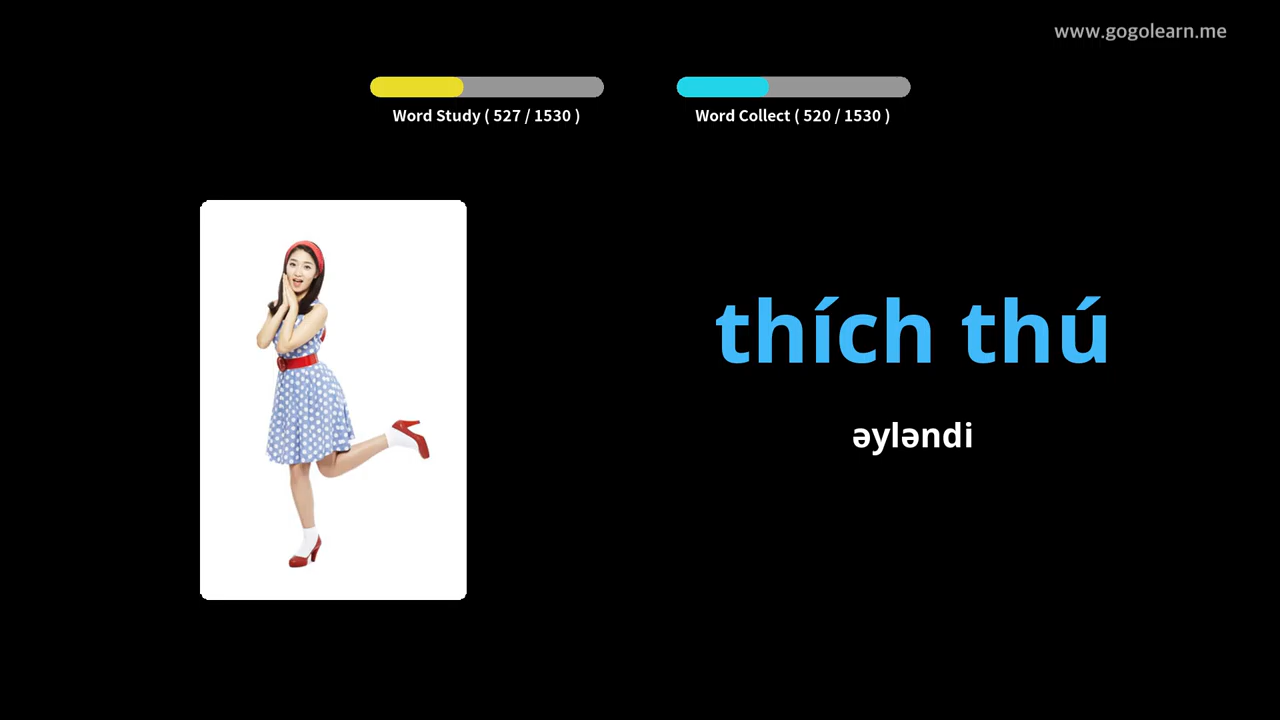 www.gogolearn.me
Word Study ( 527 / 1530 )
Word Collect ( 520 / 1530 )
thích thú
əyləndi